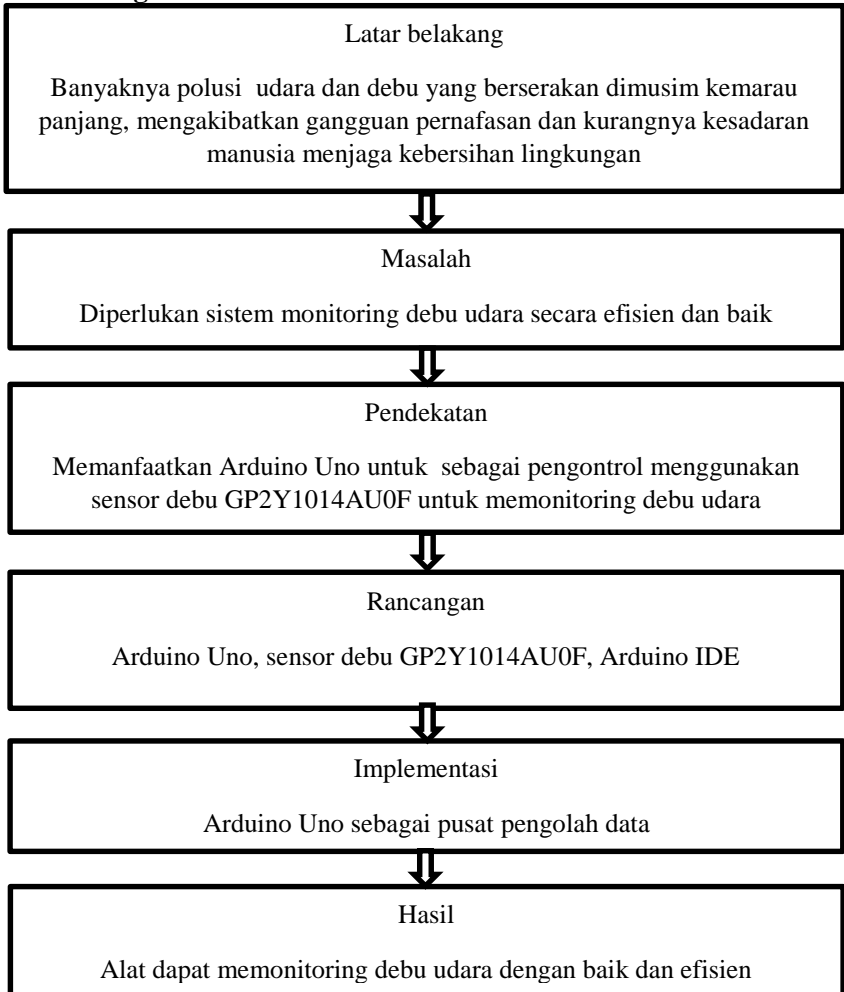 Latar belakang
Banyaknya polusi udara dan debu yang berserakan dimusim kemarau
panjang, mengakibatkan gangguan pernafasan dan kurangnya kesadaran
manusia menjaga kebersihan lingkungan
Masalah
Diperlukan sistem monitoring debu udara secara efisien dan baik
Pendekatan
Memanfaatkan Arduino Uno untuk sebagai pengontrol menggunakan
sensor debu GP2Y1014AU0F untuk memonitoring debu udara
Rancangan
Arduino Uno, sensor debu GP2Y1014AU0F, Arduino IDE
Implementasi
Arduino Uno sebagai pusat pengolah data
Hasil
Alat dapat memonitoring debu udara dengan baik dan efisien